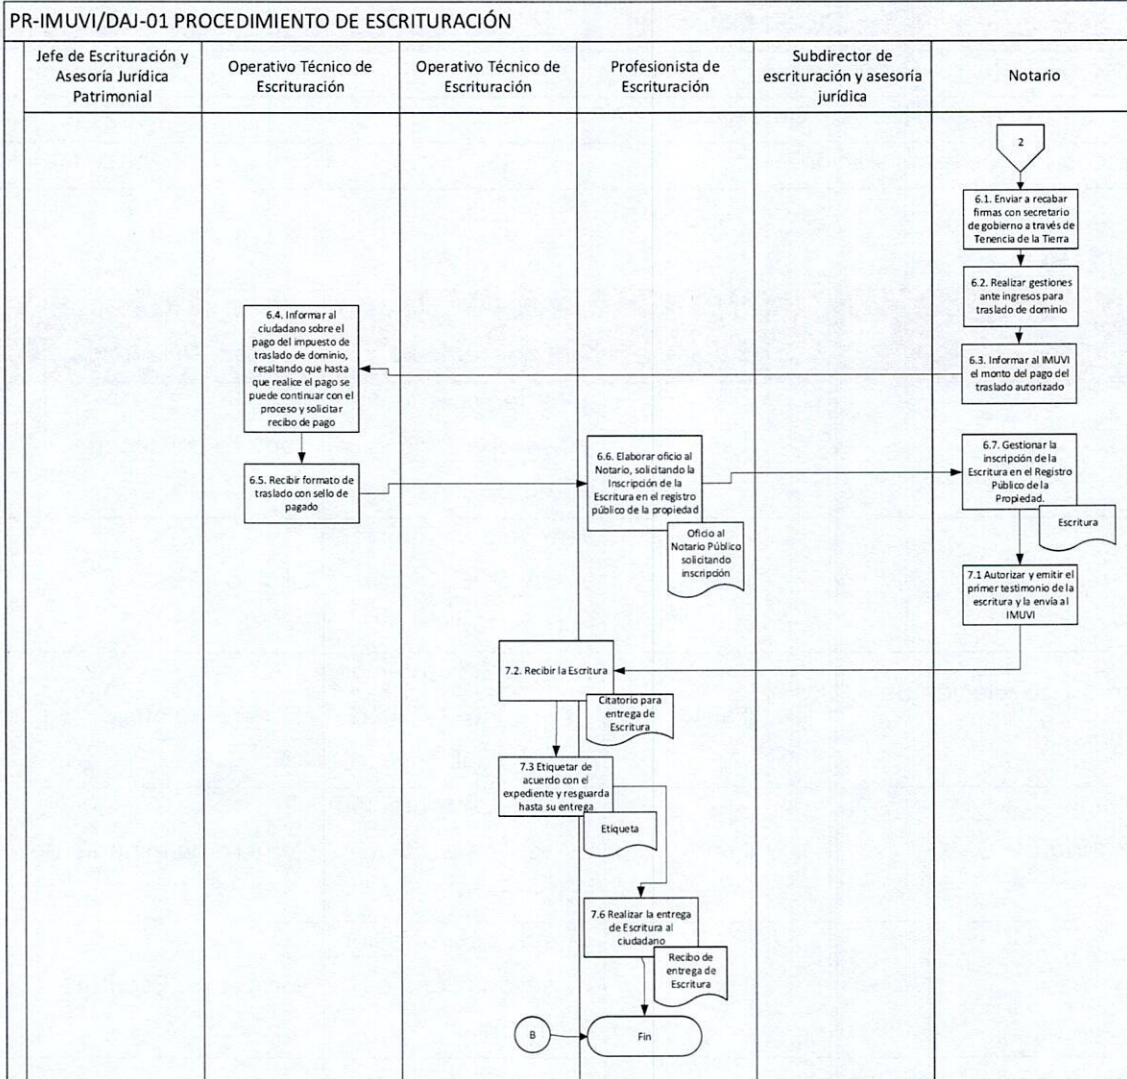 PR-IMUVI/DAJ-01 PROCEDIMIENTO DE ESCRITURACIÓN
Jefe de Escrituración y
Asesoría Jurídica
Patrimonial
Operativo Técnico de
Escrituración
Operativo Técnico de
Escrituración
Profesionista de
Escrituración
Subdirector de
escrituración y asesoría
jurídica
Notario
2
6.1. Enviar a recabar
firmas con secretario
de gobierno a través de
Tenencia de la Tierra
6.2. Realizar gestiones
ante ingresos para
traslado de dominio
6.3. Informar al IMUVI
el monto del pago del
traslado autorizado
6.4. Informar al
ciudadano sobre el
pago del impuesto de
traslado de dominio,
resaltando que hasta
que realice el pago se
puede continuar con el
proceso y solicitar
recibo de pago
6.5. Recibir formato de
traslado con sello de
pagado
6.6. Elaborar oficio al
Notario, solicitando la
Inscripción de la
Escritura en el registro
público de la propiedad
Oficio al
Notario Público
solicitando
inscripción
6.7. Gestionar la
inscripción de la
Escritura en el Registro
Público de la
Propiedad.
Escritura
7.1 Autorizar y emitir el
primer testimonio de la
escritura y la envía al
IMUVI
7.2. Recibir la Escritura
Citatorio para
entrega de
Escritura
7.3 Etiquetar de
acuerdo con el
expediente y resguarda
hasta su entrega
Etiqueta
7.6 Realizar la entrega
de Escritura al
ciudadano
Recibo de
entrega de
Escritura
B
Fin